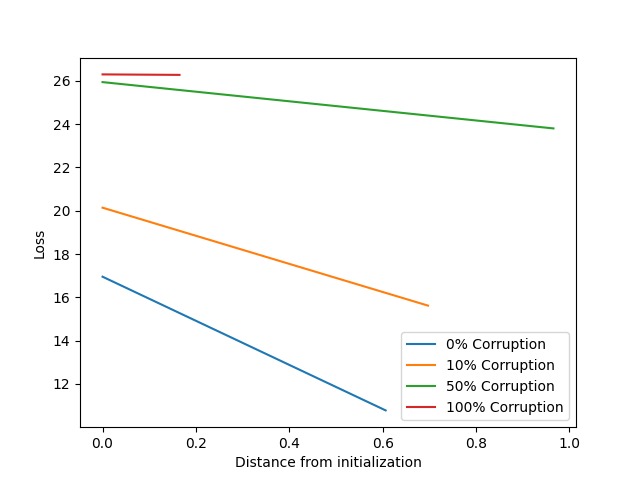 26
24
22
20
18
16
14
12
Loss
0% Corruption
10% Corruption
50% Corruption
100% Corruption
0.0 0.2 0.4 0.6 0.8 1.0
Distance from initialization